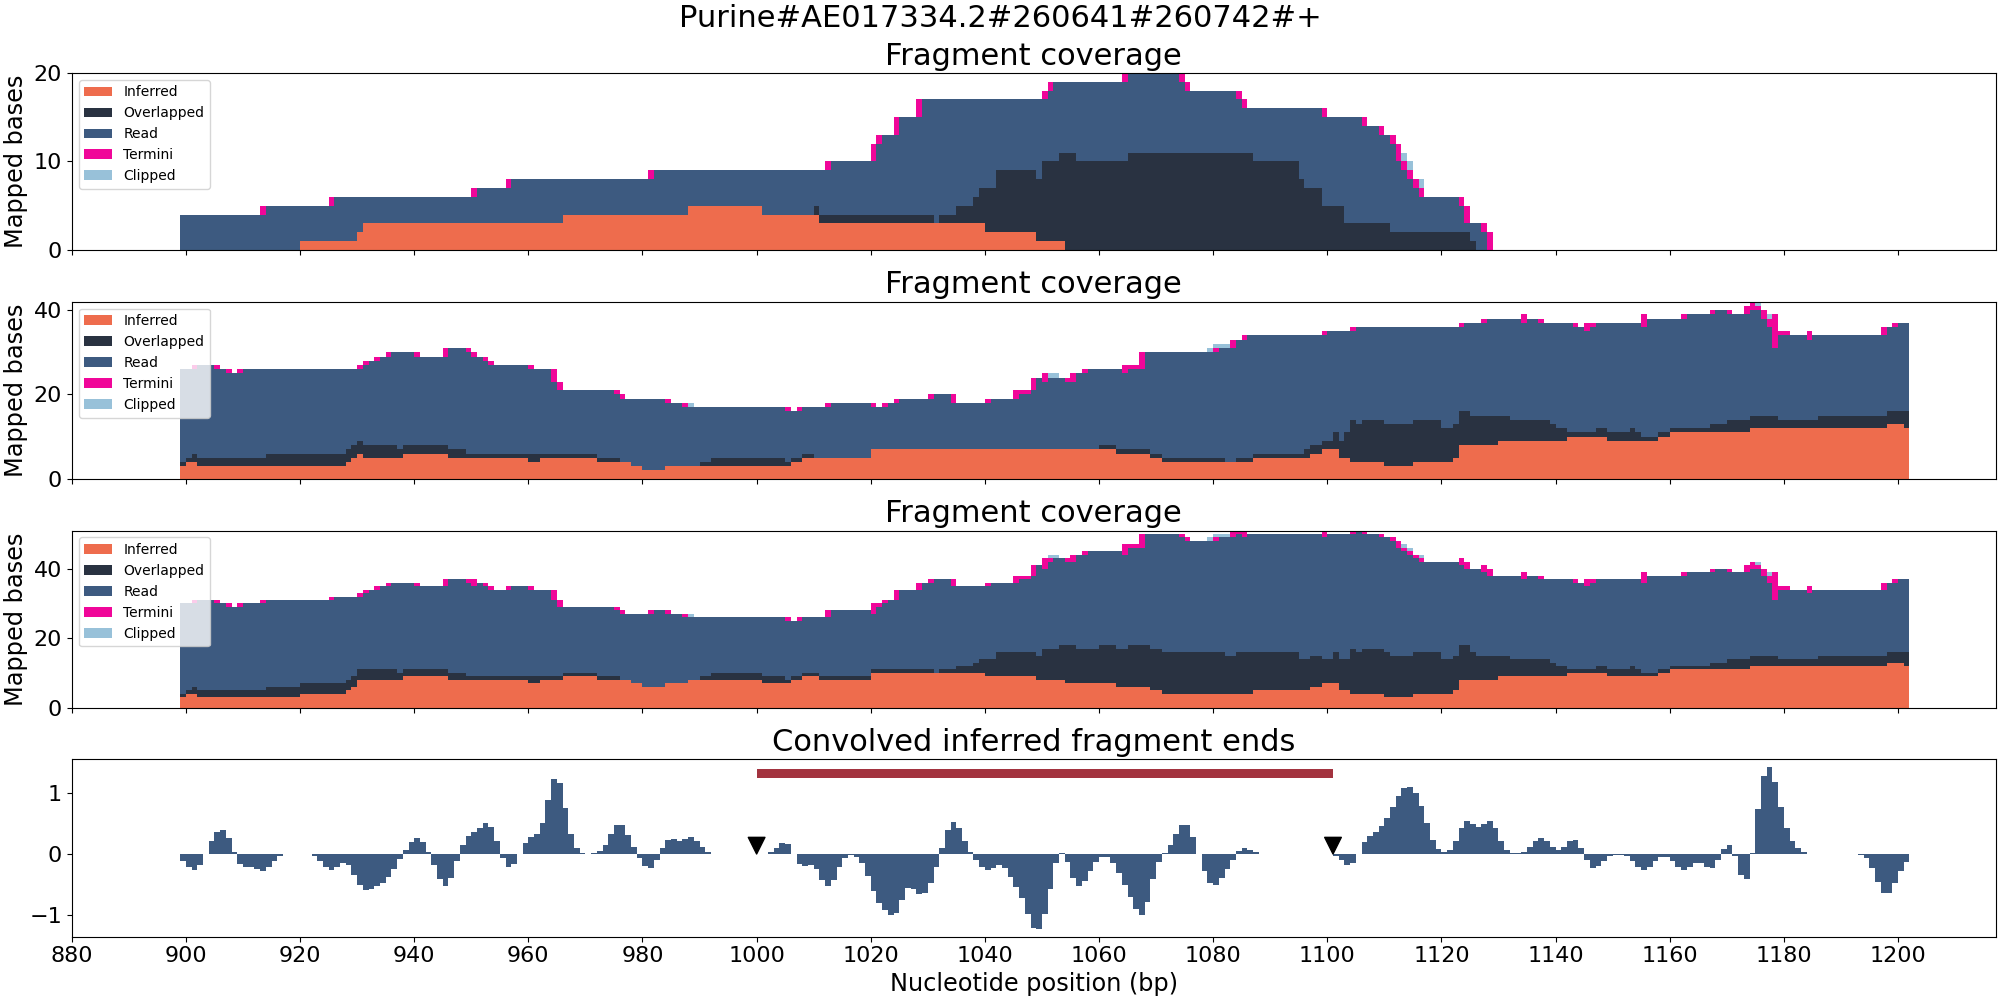 Purine#AE017334.2#260641#260742#+
Fragment coverage
Mapped bases
20
10
0
Inferred
Overlapped
Read
Termini
Clipped
Fragment coverage
Mapped bases
40
20
0
Inferred
Overlapped
Read
Termini
Clipped
Fragment coverage
Mapped bases
40
20
0
Inferred
Overlapped
Read
Termini
Clipped
Convolved inferred fragment ends
1
0
−1
880 900 920 940 960 980 1000 1020 1040 1060 1080 1100 1120 1140 1160 1180 1200
Nucleotide position (bp)